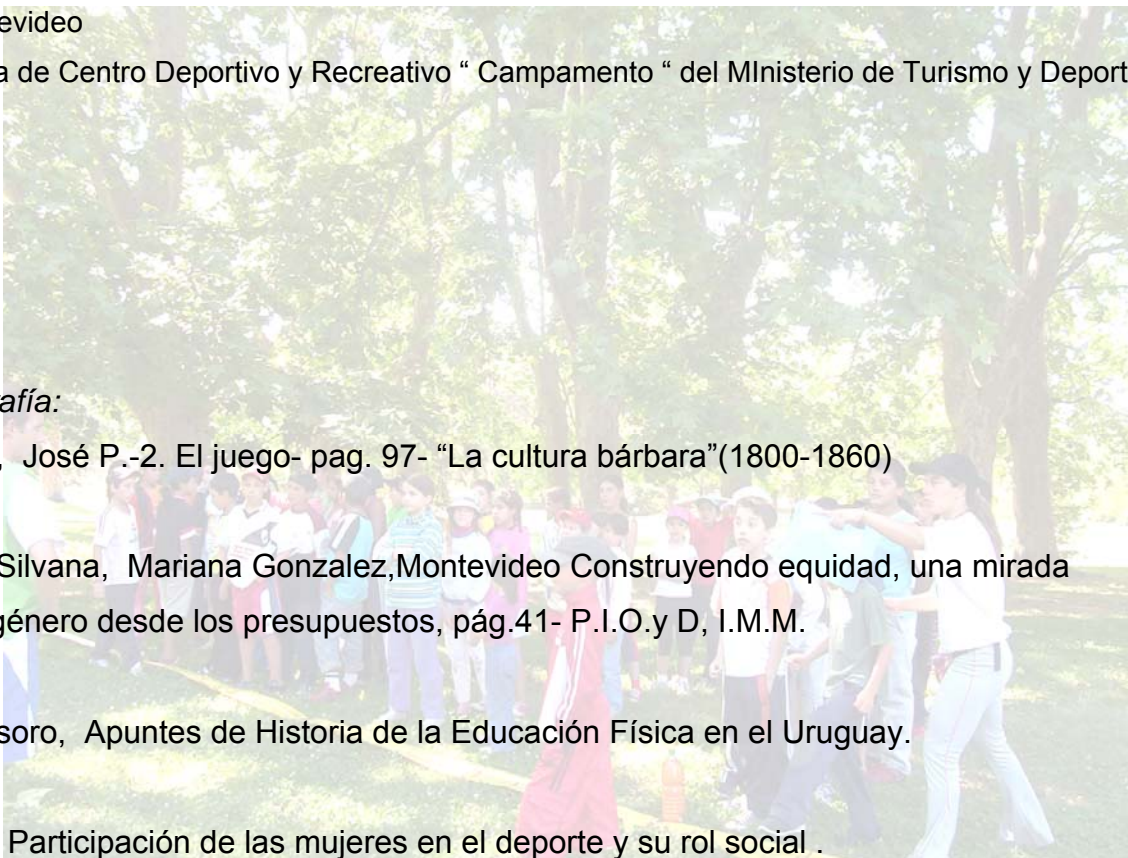 evideo
a de Centro Deportivo y Recreativo “ Campamento “ del MInisterio de Turismo y Deport
afía:
, José P.-2. El juego- pag. 97- “La cultura bárbara”(1800-1860)
Silvana, Mariana Gonzalez,Montevideo Construyendo equidad, una mirada
género desde los presupuestos, pág.41- P.I.O.y D, I.M.M.
soro, Apuntes de Historia de la Educación Física en el Uruguay.
Participación de las mujeres en el deporte y su rol social .